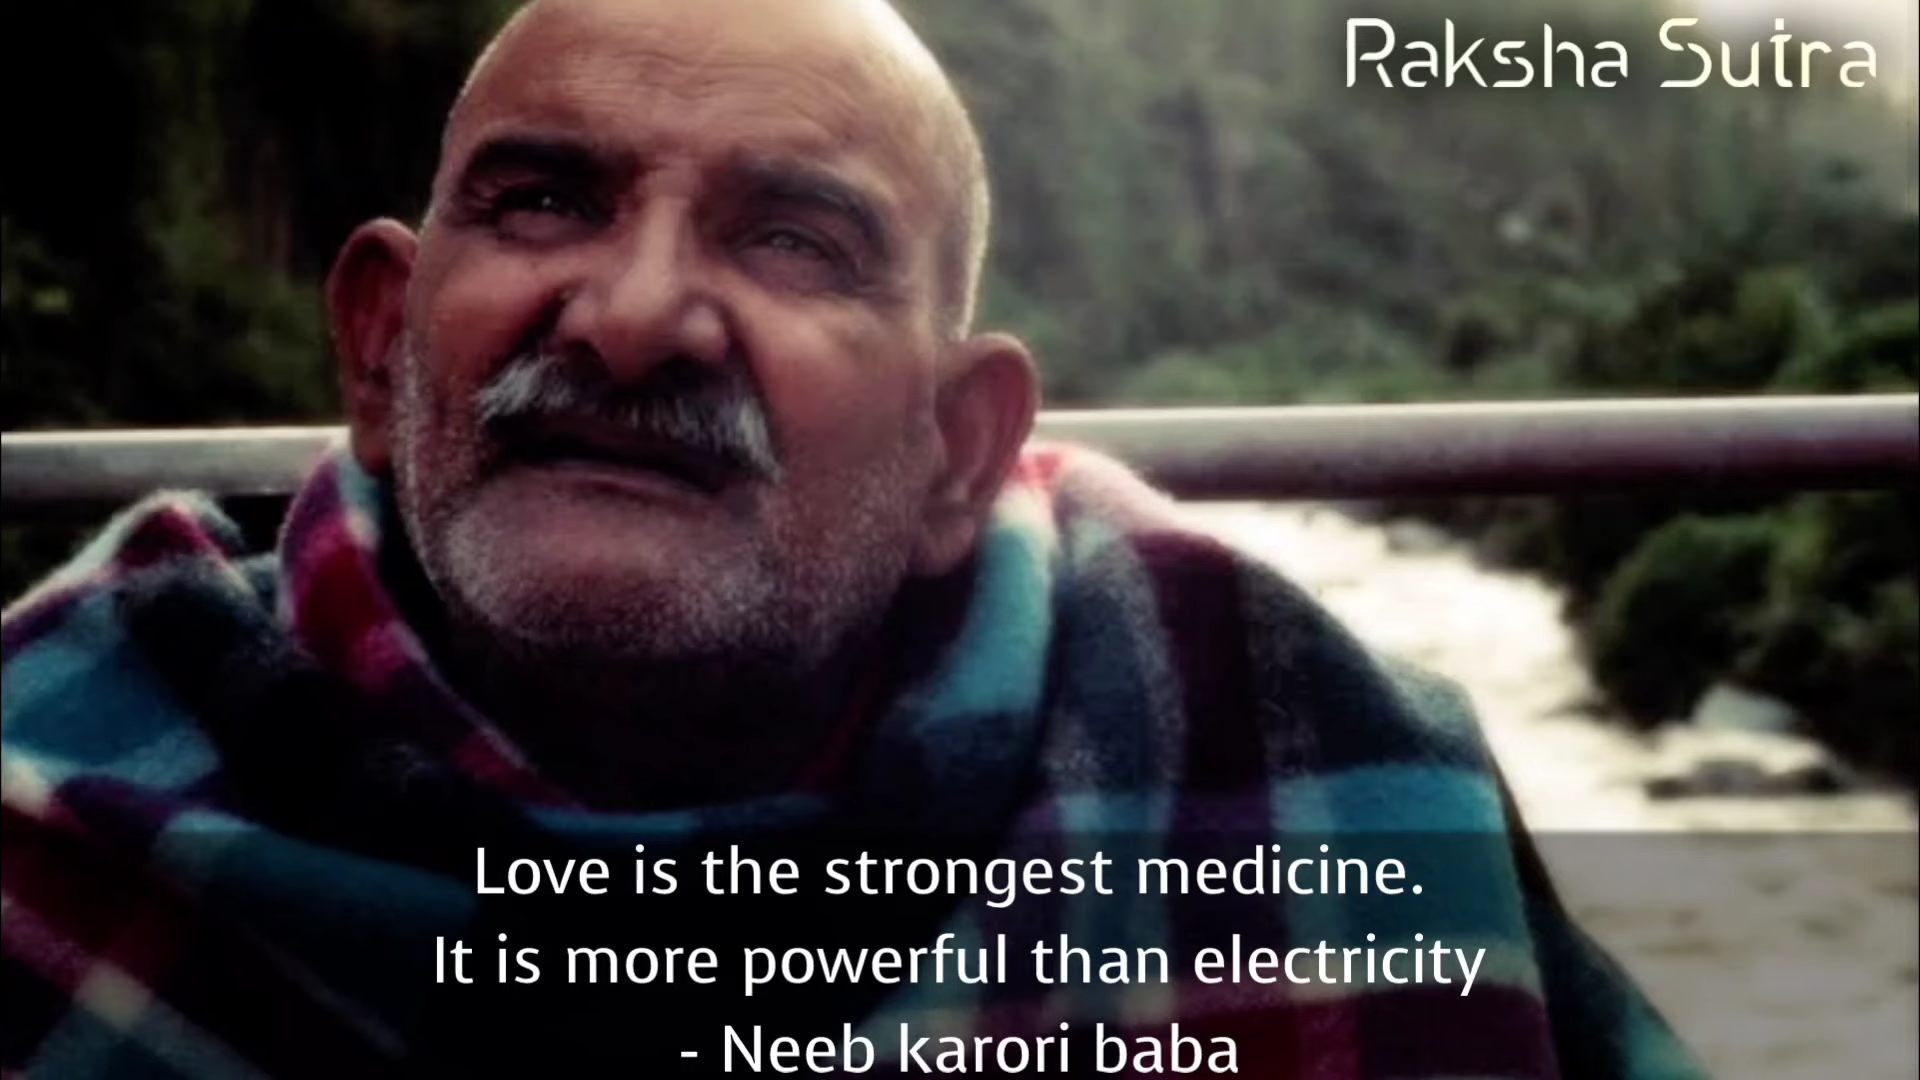 Raksha Sutra
Love is the strongest medicine.
It is more powerful than electricity
- Neeb karori baba